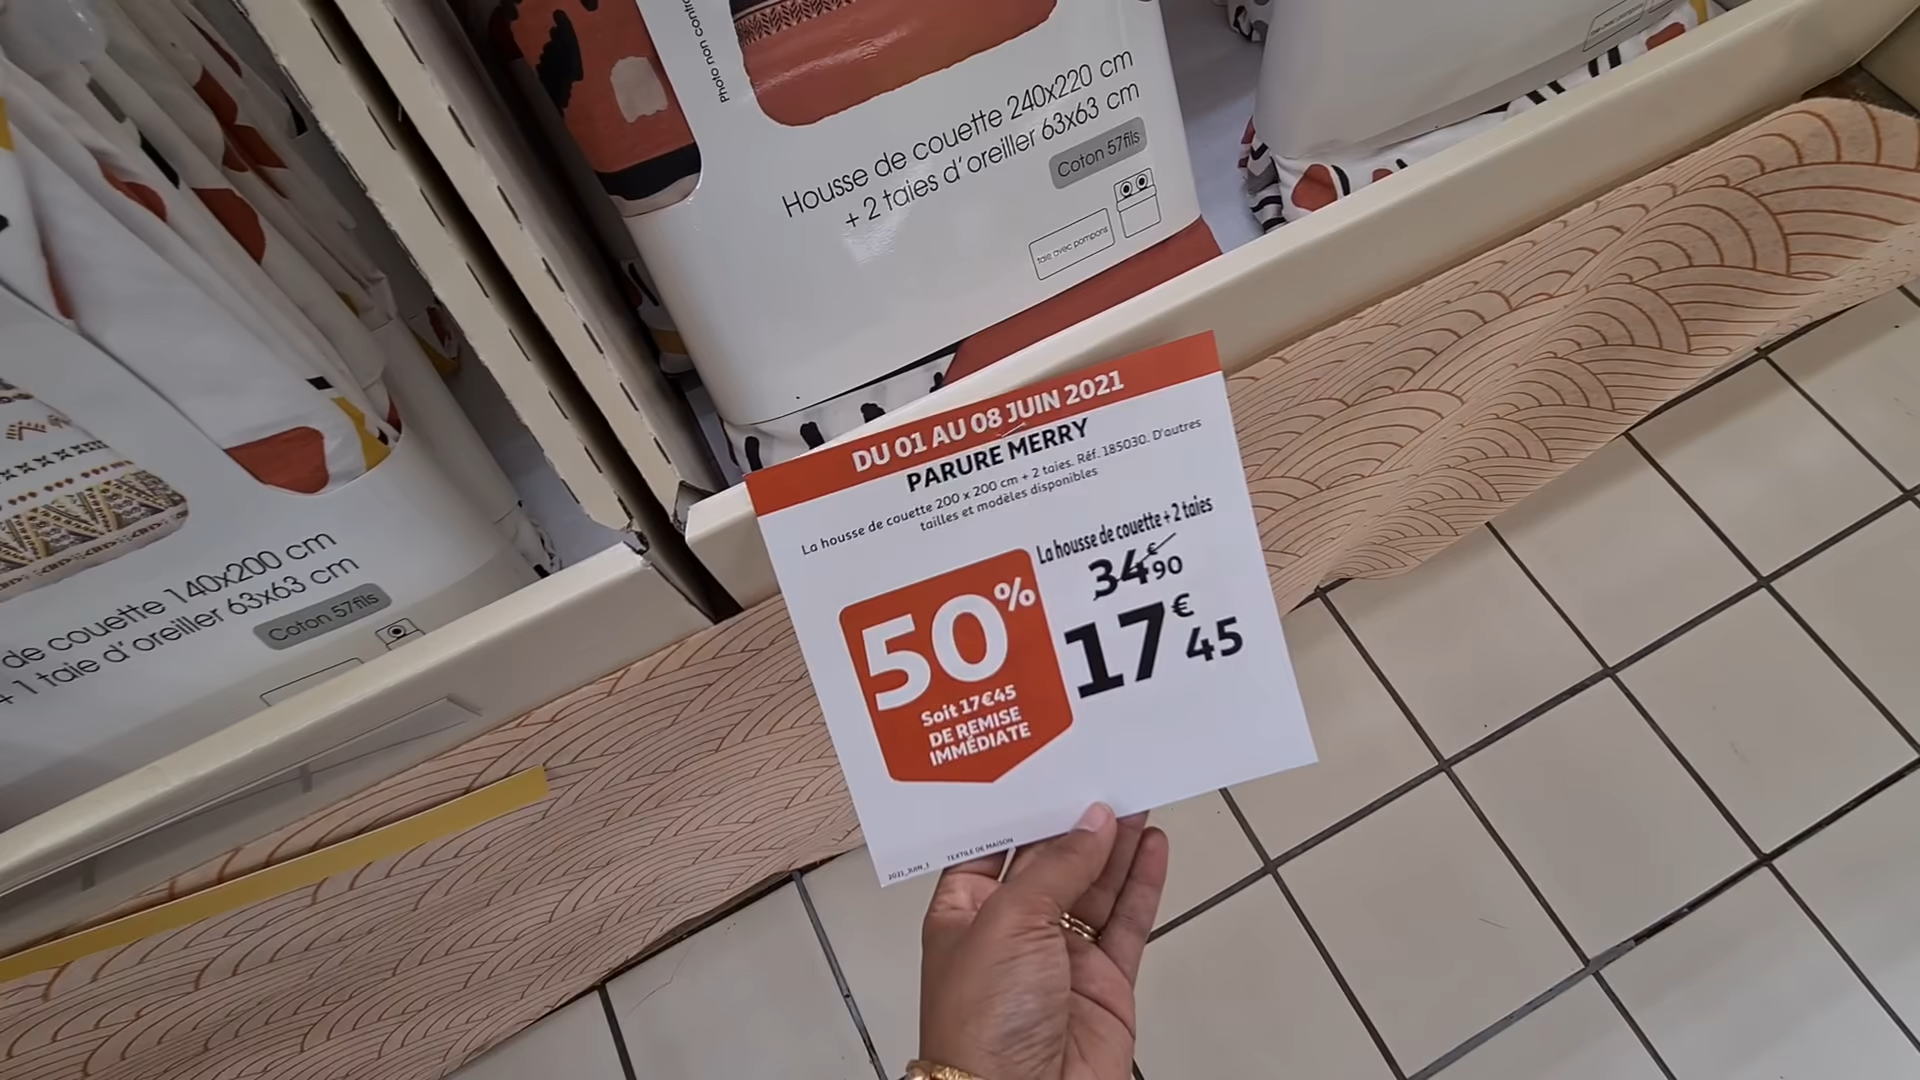 Photo non contra
Housse de couette 240x220 cm
+ 2 taies d'oreiller 63x63 cm
Coton 57fils
taie avec pompons
de couette 140x200 cm
+ 1 taie d'oreiller 63x63 cm
Coton 57fils
DU 01 AU 08 JUIN 2021
PARURE MERRY
La housse de couette 200 x 200 cm + 2 taies. Réf. 185030. D'autres
tailles et modèles disponibles
La housse de couette + 2 taies
34€90
17€45
50%
Soit 17€45
DE REMISE
IMMÉDIATE
2021_JUIN_1 TEXTILE DE MAISON